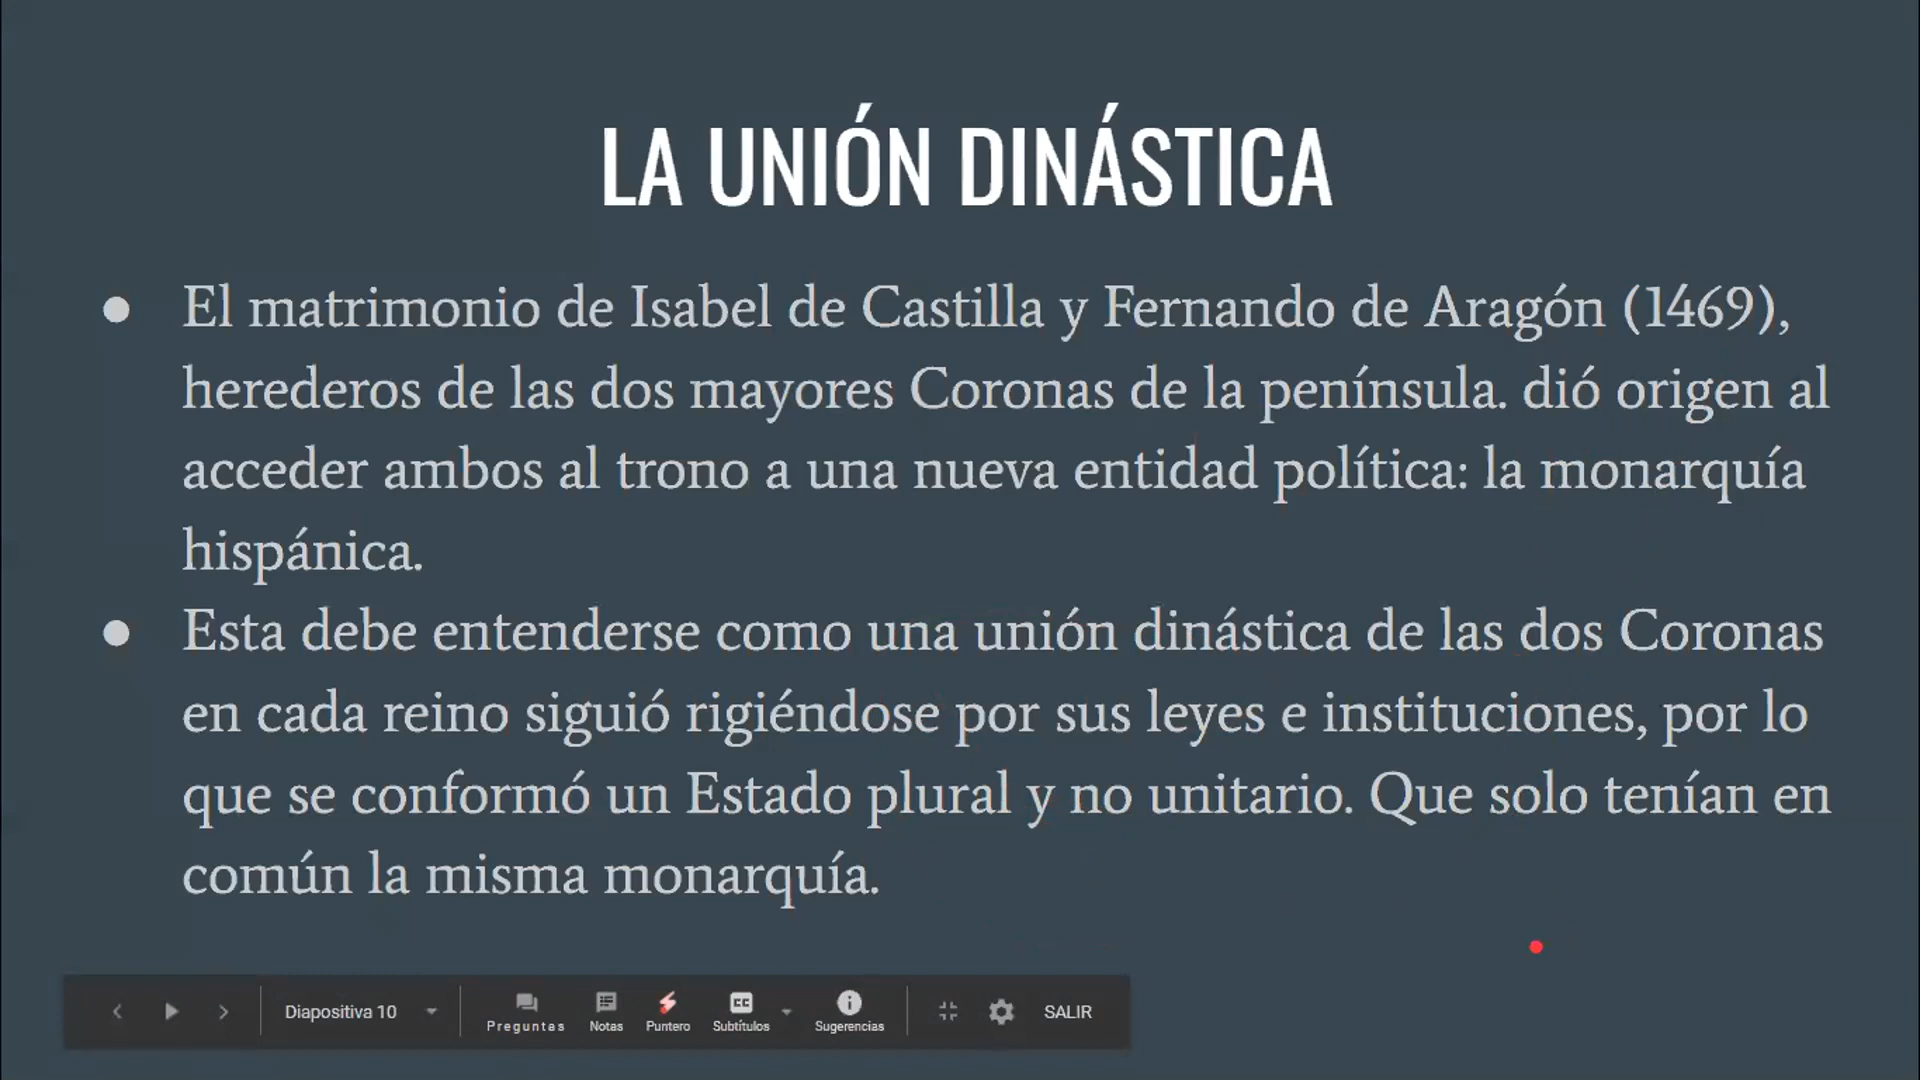 LA UNIÓN DINÁSTICA
● El matrimonio de Isabel de Castilla y Fernando de Aragón (1469),
herederos de las dos mayores Coronas de la península. dió origen al
acceder ambos al trono a una nueva entidad política: la monarquía
hispánica.
● Esta debe entenderse como una unión dinástica de las dos Coronas
en cada reino siguió rigiéndose por sus leyes e instituciones, por lo
que se conformó un Estado plural y no unitario. Que solo tenían en
común la misma monarquía.
Diapositiva 10 Preguntas Notas Puntero CC Subtítulos Sugerencias SALIR